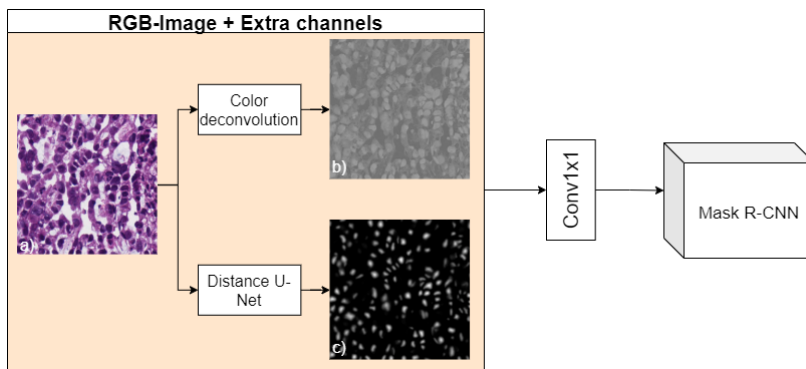 RGB-Image + Extra channels
Color
deconvolution
b)
a)
Conv1x1
Mask R-CNN
Distance U-
Net
c)